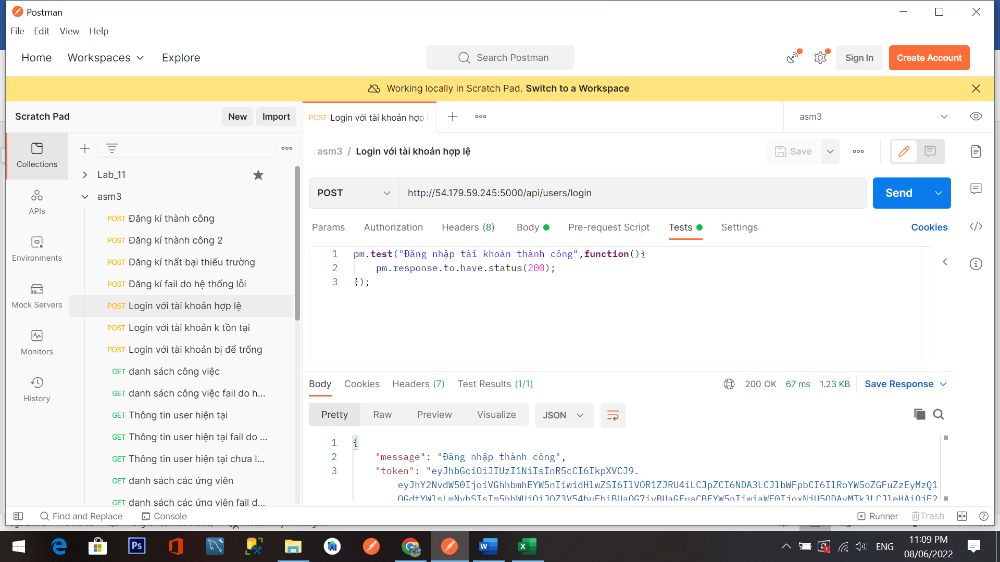 Postman
File Edit View Help
Home Workspaces Explore
Search Postman
Sign In
Create Account
Working locally in Scratch Pad. Switch to a Workspace
Scratch Pad
New
Import
POST Login với tài khoản hợp
asm3
Collections
APIs
Environments
Mock Servers
Monitors
History
Lab_11
asm3
POST Đăng kí thành công
POST Đăng kí thành công 2
POST Đăng kí thất bại thiếu trường
POST Đăng kí fail do hệ thống lỗi
POST Login với tài khoản hợp lệ
POST Login với tài khoản k tồn tại
POST Login với tài khoản bị để trống
GET danh sách công việc
GET danh sách công việc fail do h...
GET Thông tin user hiện tại
GET Thông tin user hiện tại fail do ...
GET Thông tin user hiện tại chưa l...
GET danh sách các ứng viên
GET danh sách các ứng viên fail d...
asm3 / Login với tài khoản hợp lệ
Save
POST http://54.179.59.245:5000/api/users/login
Send
Params Authorization Headers (8) Body Pre-request Script Tests Settings
Cookies
1 pm.test("Đăng nhập tài khoản thành công",function(){
2 pm.response.to.have.status(200);
3 });
Body Cookies Headers (7) Test Results (1/1)
200 OK 67 ms 1.23 KB Save Response
Pretty Raw Preview Visualize JSON
1 {
2 "message": "Đăng nhập thành công",
3 "token": "eyJhbGciOiJIUzI1NiIsInR5cCI6IkpXVCJ9.
Find and Replace Console
Runner Trash
ENG
11:09 PM
08/06/2022